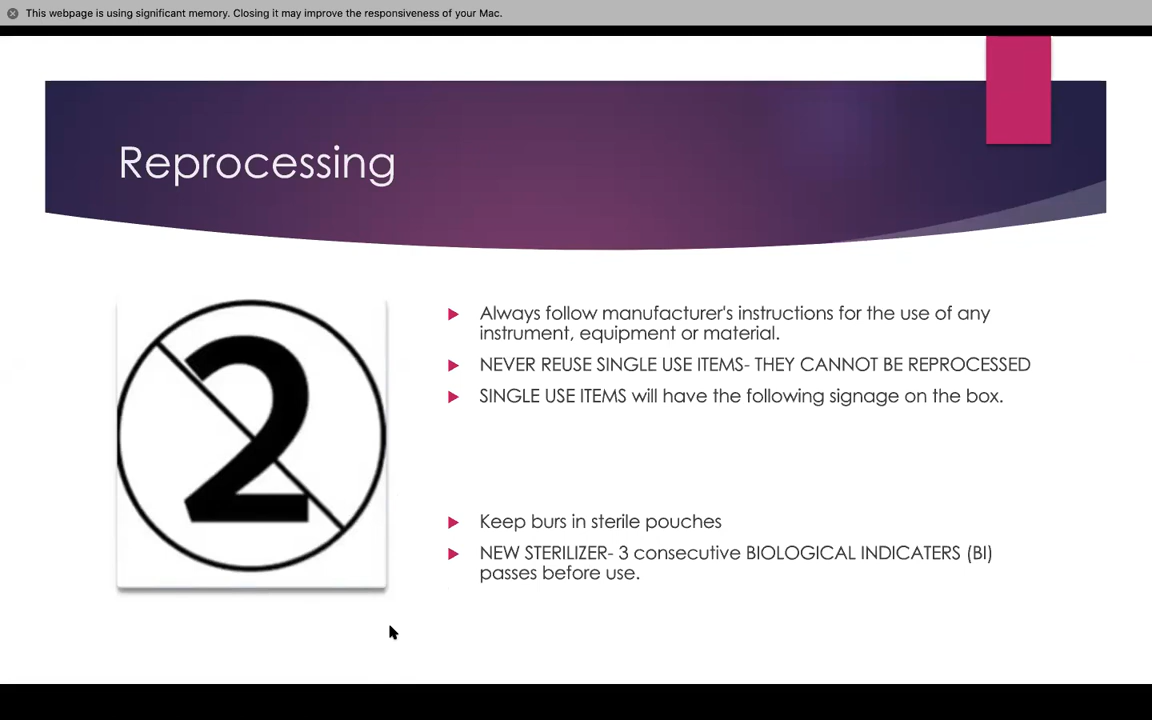 This webpage is using significant memory. Closing it may improve the responsiveness of your Mac.
Reprocessing
2
Always follow manufacturer's instructions for the use of any
instrument, equipment or material.
NEVER REUSE SINGLE USE ITEMS- THEY CANNOT BE REPROCESSED
SINGLE USE ITEMS will have the following signage on the box.
Keep burs in sterile pouches
NEW STERILIZER- 3 consecutive BIOLOGICAL INDICATERS (BI)
passes before use.